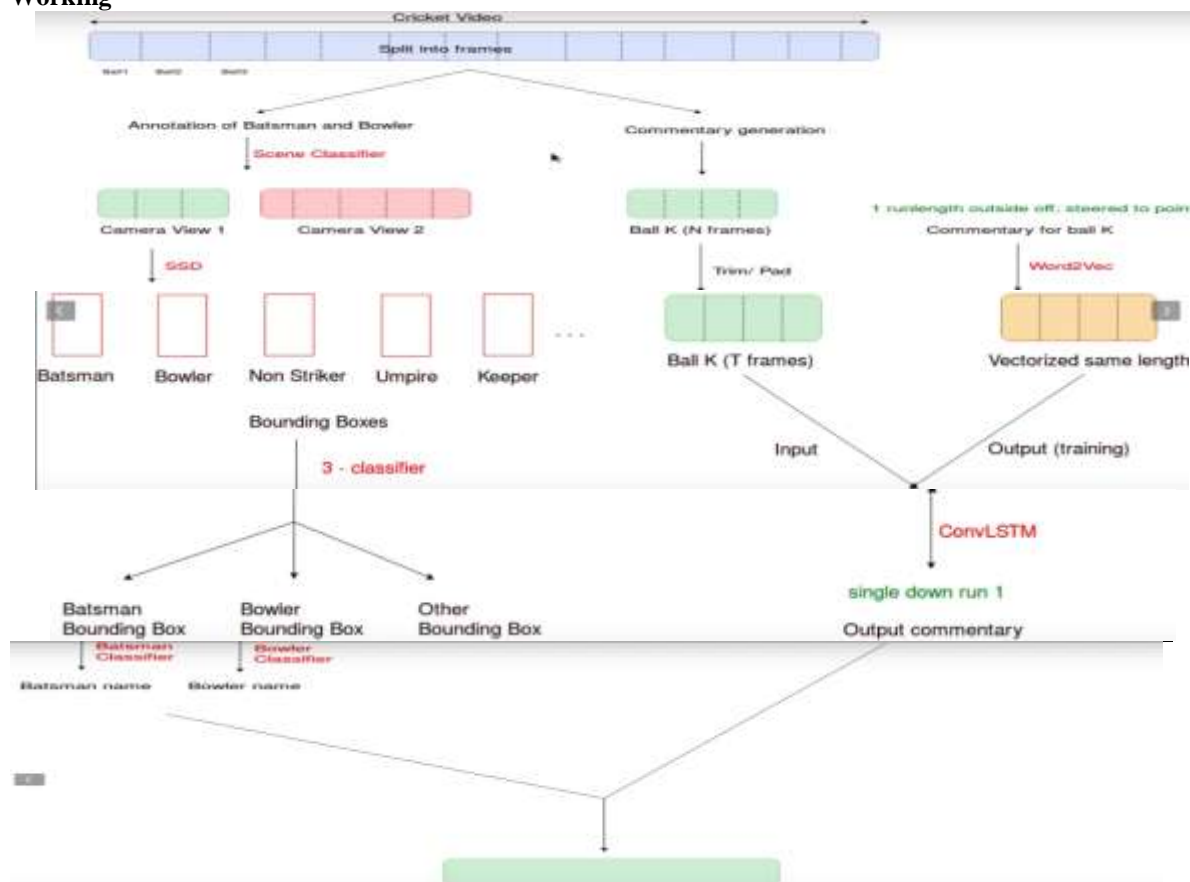 Working
Cricket Video
Split into frames
Ball1 Ball2 Ball3
Annotation of Batsman and Bowler
Commentary generation
Scene Classifier
Camera View 1
Camera View 2
Ball K (N frames)
1 runlength outside off, steered to poin
Commentary for ball K
SSD
Trim/ Pad
Word2Vec
Batsman
Bowler
Non Striker
Umpire
Keeper
...
Ball K (T frames)
Vectorized same length
Bounding Boxes
Input
Output (training)
3 - classifier
ConvLSTM
single down run 1
Output commentary
Batsman
Bounding Box
Bowler
Bounding Box
Other
Bounding Box
Batsman
Classifier
Bowler
Classifier
Batsman name
Bowler name